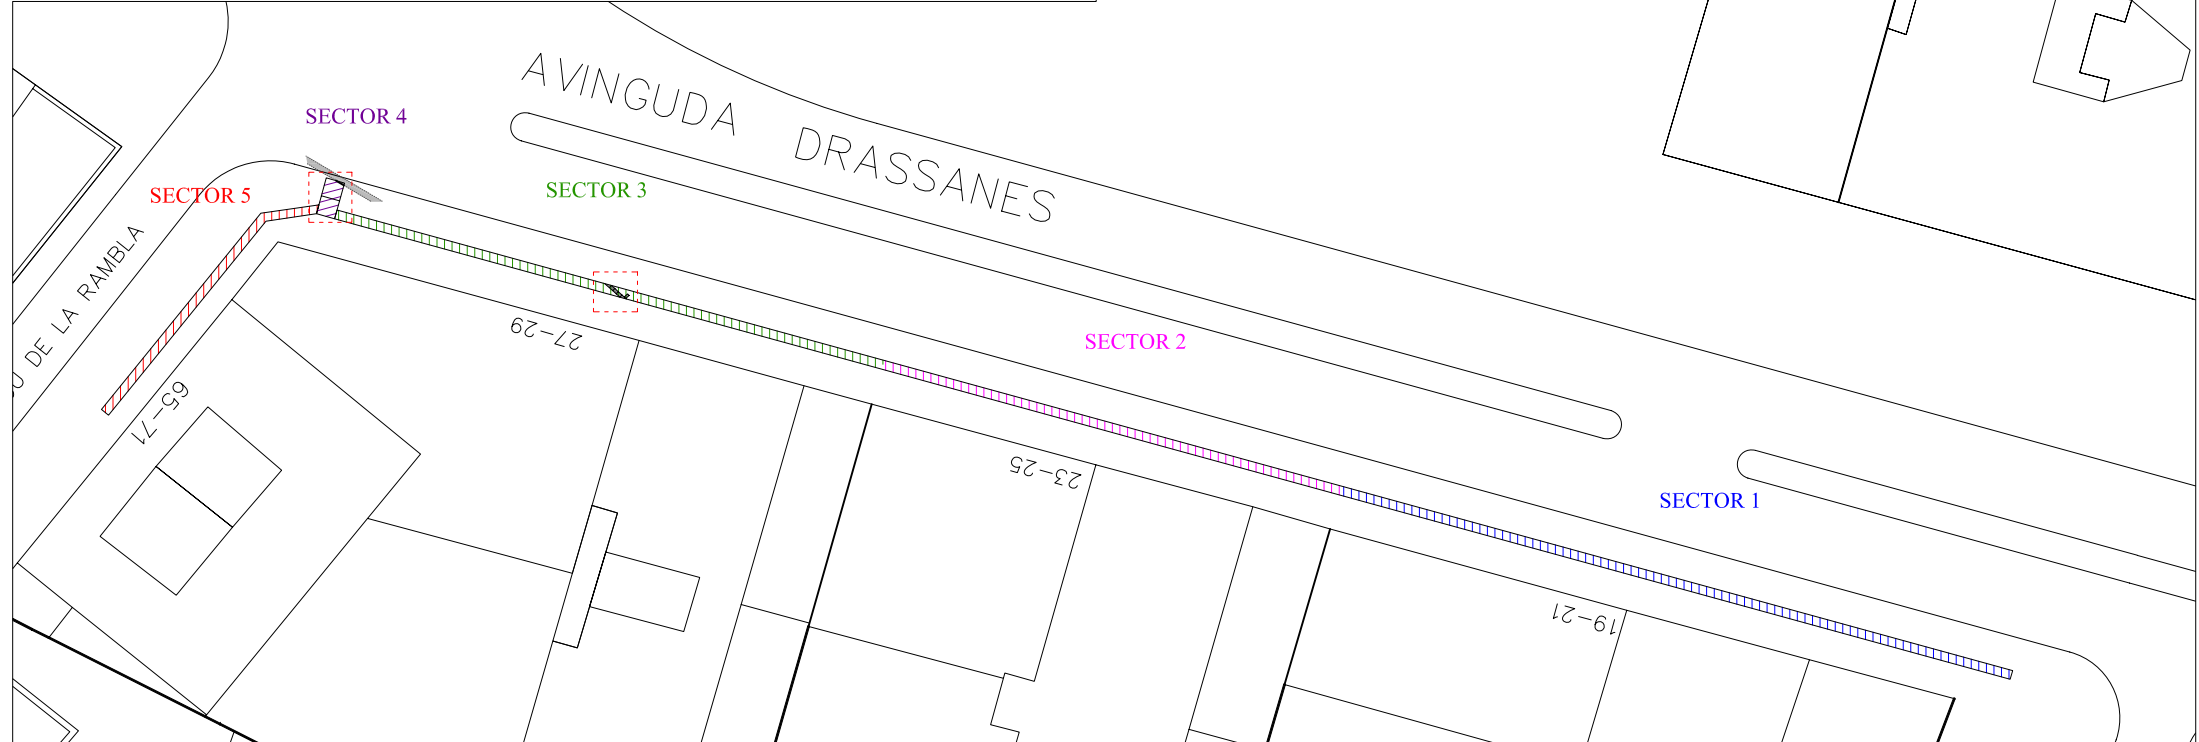 AVINGUDA DRASSANES
SECTOR 4
SECTOR 5
SECTOR 3
DE LA RAMBLA
27-29
SECTOR 2
65-71
23-25
SECTOR 1
19-21